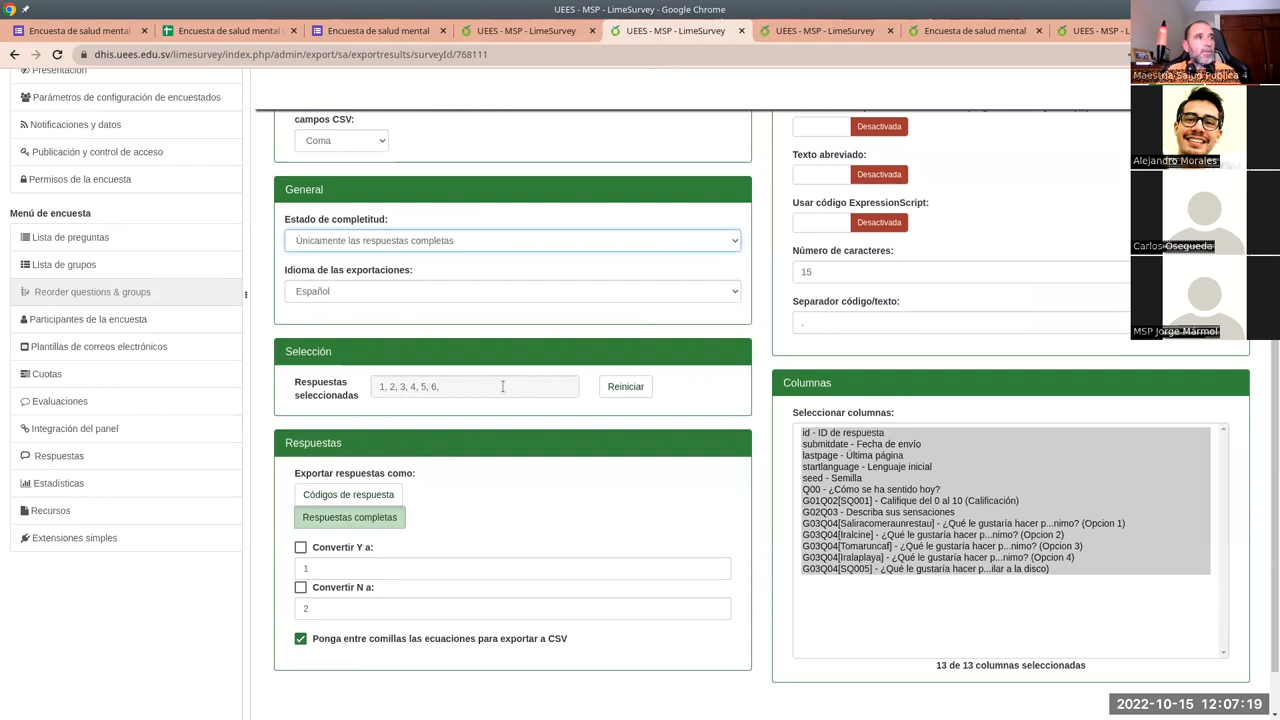 UEES - MSP - LimeSurvey - Google Chrome
Encuesta de salud mental
Encuesta de salud mental
Encuesta de salud mental
UEES - MSP - LimeSurvey
UEES - MSP - LimeSurvey
UEES - MSP - LimeSurvey
Encuesta de salud mental
UEES - MSP - L
dhis.uees.edu.sv/limesurvey/index.php/admin/export/sa/exportresults/surveyId/768111
Presentación
Parámetros de configuración de encuestados
Notificaciones y datos
Publicación y control de acceso
Permisos de la encuesta
Menú de encuesta
Lista de preguntas
Lista de grupos
Reorder questions & groups
Participantes de la encuesta
Plantillas de correos electrónicos
Cuotas
Evaluaciones
Integración del panel
Respuestas
Estadísticas
Recursos
Extensiones simples
campos CSV:
Coma
General
Estado de completitud:
Únicamente las respuestas completas
Idioma de las exportaciones:
Español
Selección
Respuestas
seleccionadas
1, 2, 3, 4, 5, 6,
Reiniciar
Respuestas
Exportar respuestas como:
Códigos de respuesta
Respuestas completas
Convertir Y a:
1
Convertir N a:
2
Ponga entre comillas las ecuaciones para exportar a CSV
Desactivada
Texto abreviado:
Desactivada
Usar código ExpressionScript:
Desactivada
Número de caracteres:
15
Separador código/texto:
.
Columnas
Seleccionar columnas:
id - ID de respuesta
submitdate - Fecha de envío
lastpage - Última página
startlanguage - Lenguaje inicial
seed - Semilla
Q00 - ¿Cómo se ha sentido hoy?
G01Q02[SQ001] - Califique del 0 al 10 (Calificación)
G02Q03 - Describa sus sensaciones
G03Q04[Saliracomeraunrestau] - ¿Qué le gustaría hacer p...nimo? (Opcion 1)
G03Q04[Iralcine] - ¿Qué le gustaría hacer p...nimo? (Opcion 2)
G03Q04[Tomaruncaf] - ¿Qué le gustaría hacer p...nimo? (Opcion 3)
G03Q04[Iralaplaya] - ¿Qué le gustaría hacer p...nimo? (Opcion 4)
G03Q04[SQ005] - ¿Qué le gustaría hacer p...ilar a la disco)
13 de 13 columnas seleccionadas
Maestria Salud Publica 4
Alejandro Morales
Carlos Osegueda
MSP Jorge Mármol
2022-10-15 12:07:19